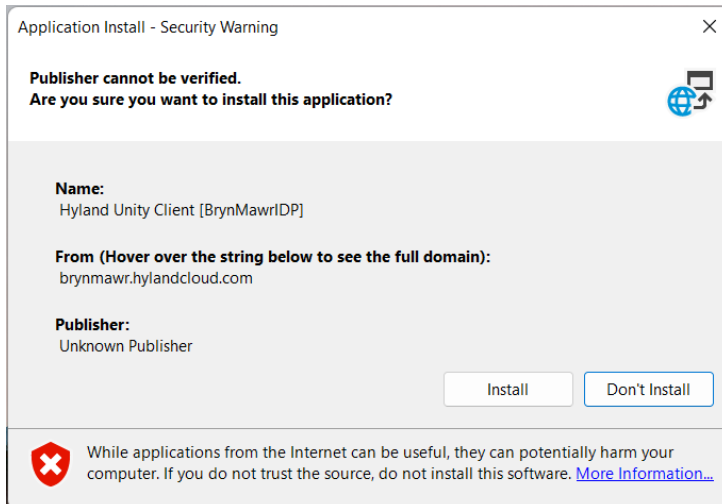 Application Install - Security Warning
Publisher cannot be verified.
Are you sure you want to install this application?
Name:
Hyland Unity Client [BrynMawrIDP]
From (Hover over the string below to see the full domain):
brynmawr.hylandcloud.com
Publisher:
Unknown Publisher
Install
Don't Install
While applications from the Internet can be useful, they can potentially harm your
computer. If you do not trust the source, do not install this software. More Information...